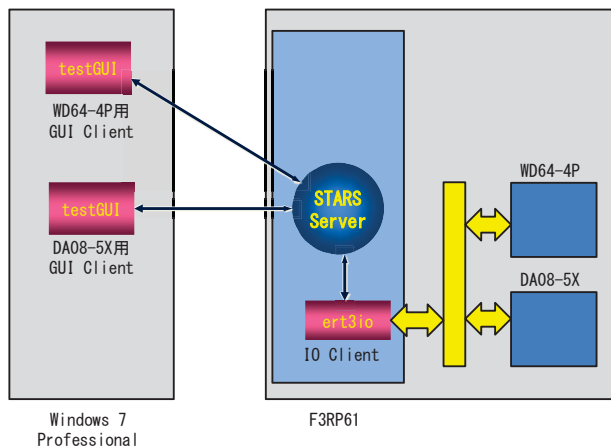 testGUI
WD64-4P用
GUI Client
testGUI
DA08-5X用
GUI Client
STARS
Server
ert3io
IO Client
WD64-4P
DA08-5X
Windows 7
Professional
F3RP61